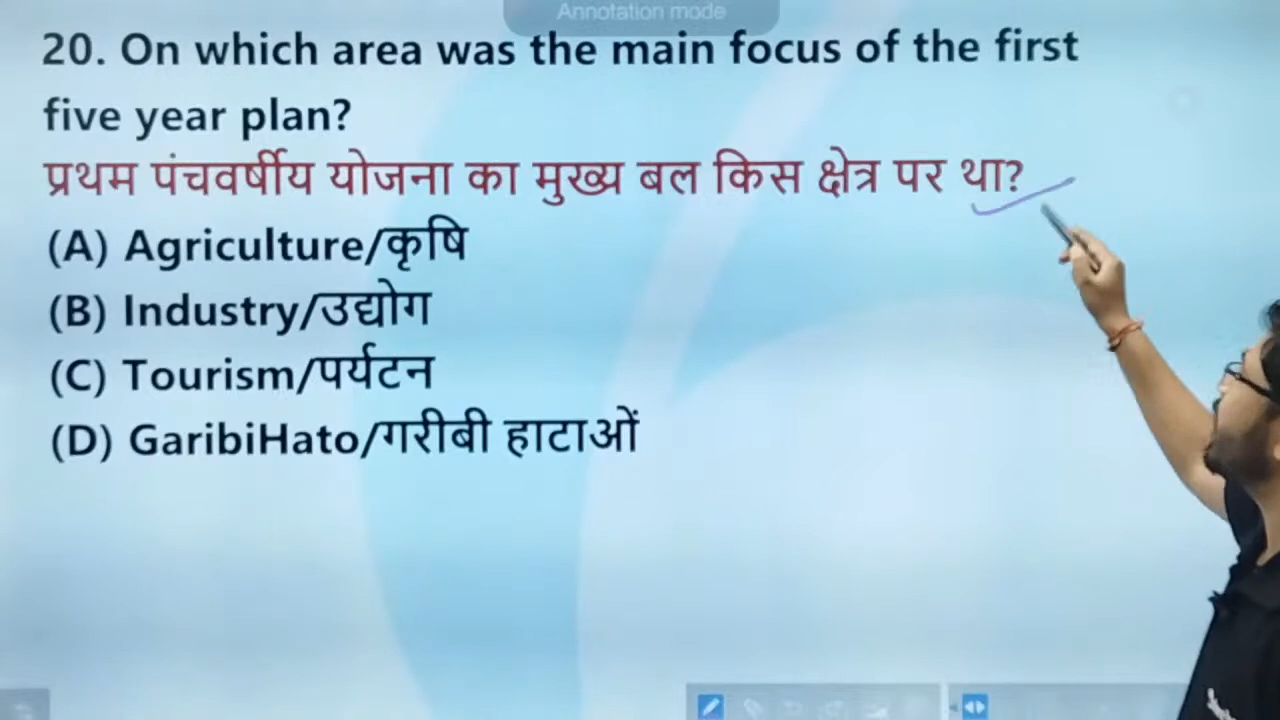 Annotation mode
20. On which area was the main focus of the first
five year plan?
प्रथम पंचवर्षीय योजना का मुख्य बल किस क्षेत्र पर था?
(A) Agriculture/कृषि
(B) Industry/उद्योग
(C) Tourism/पर्यटन
(D) GaribiHato/गरीबी हाटाओं